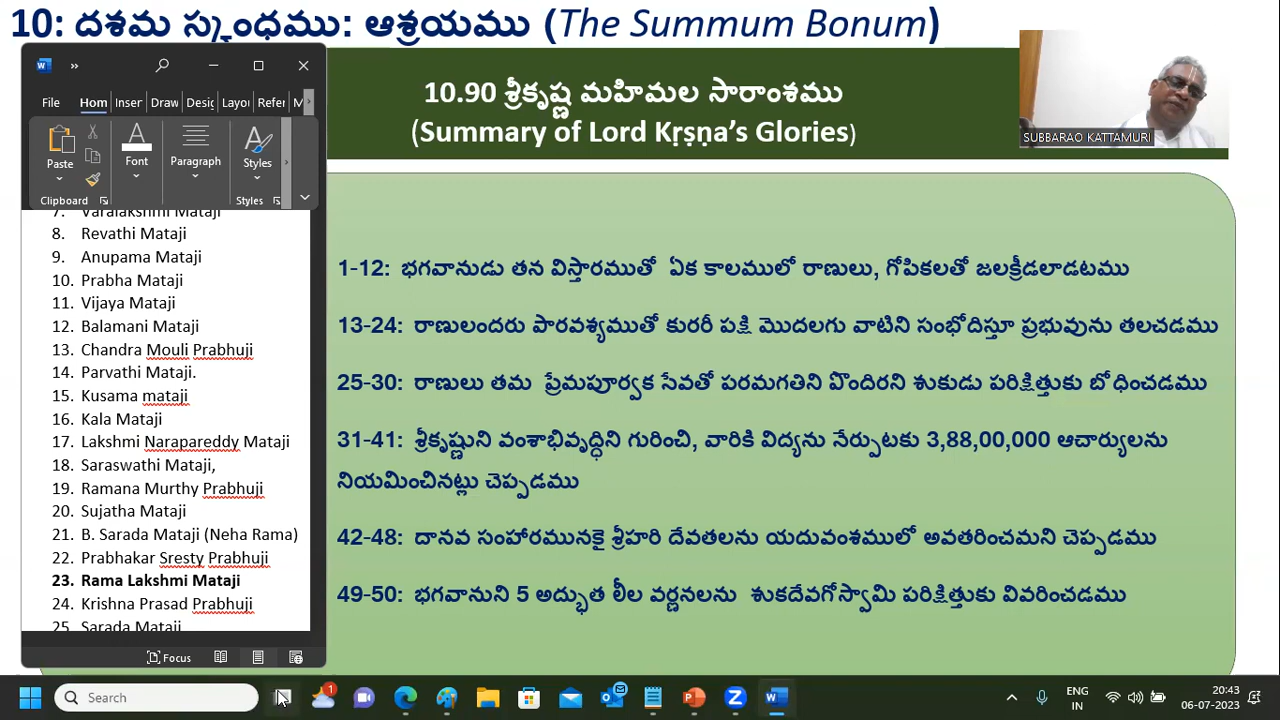 10: దశమ స్కంధము: ఆశ్రయము (The Summum Bonum)
10.90 శ్రీకృష్ణ మహిమల సారాంశము
(Summary of Lord Kṛṣṇa’s Glories)
SUBBARAO KATTAMURI
File Hom Inser Draw Desig Layou Refer M
Paste Font Paragraph Styles
Clipboard Styles
7. Varalakshmi Mataji
8. Revathi Mataji
9. Anupama Mataji
10. Prabha Mataji
11. Vijaya Mataji
12. Balamani Mataji
13. Chandra Mouli Prabhuji
14. Parvathi Mataji.
15. Kusama mataji
16. Kala Mataji
17. Lakshmi Narapareddy Mataji
18. Saraswathi Mataji,
19. Ramana Murthy Prabhuji
20. Sujatha Mataji
21. B. Sarada Mataji (Neha Rama)
22. Prabhakar Sresty Prabhuji
23. Rama Lakshmi Mataji
24. Krishna Prasad Prabhuji
25. Sarada Mataji
Focus
1-12: భగవానుడు తన విస్తారముతో ఏక కాలములో రాణులు, గోపికలతో జలక్రీడలాడటము
13-24: రాణులందరు పారవశ్యముతో కురరీ పక్షి మొదలగు వాటిని సంభోదిస్తూ ప్రభువును తలచడము
25-30: రాణులు తమ ప్రేమపూర్వక సేవతో పరమగతిని పొందిరని శుకుడు పరిక్షిత్తుకు బోధించడము
31-41: శ్రీకృష్ణుని వంశాభివృద్ధిని గురించి, వారికి విద్యను నేర్పుటకు 3,88,00,000 ఆచార్యులను
నియమించినట్లు చెప్పడము
42-48: దానవ సంహారమునకై శ్రీహరి దేవతలను యదువంశములో అవతరించమని చెప్పడము
49-50: భగవానుని 5 అద్భుత లీల వర్ణనలను శుకదేవగోస్వామి పరిక్షిత్తుకు వివరించడము
Search
1
ENG
IN
20:43
06-07-2023